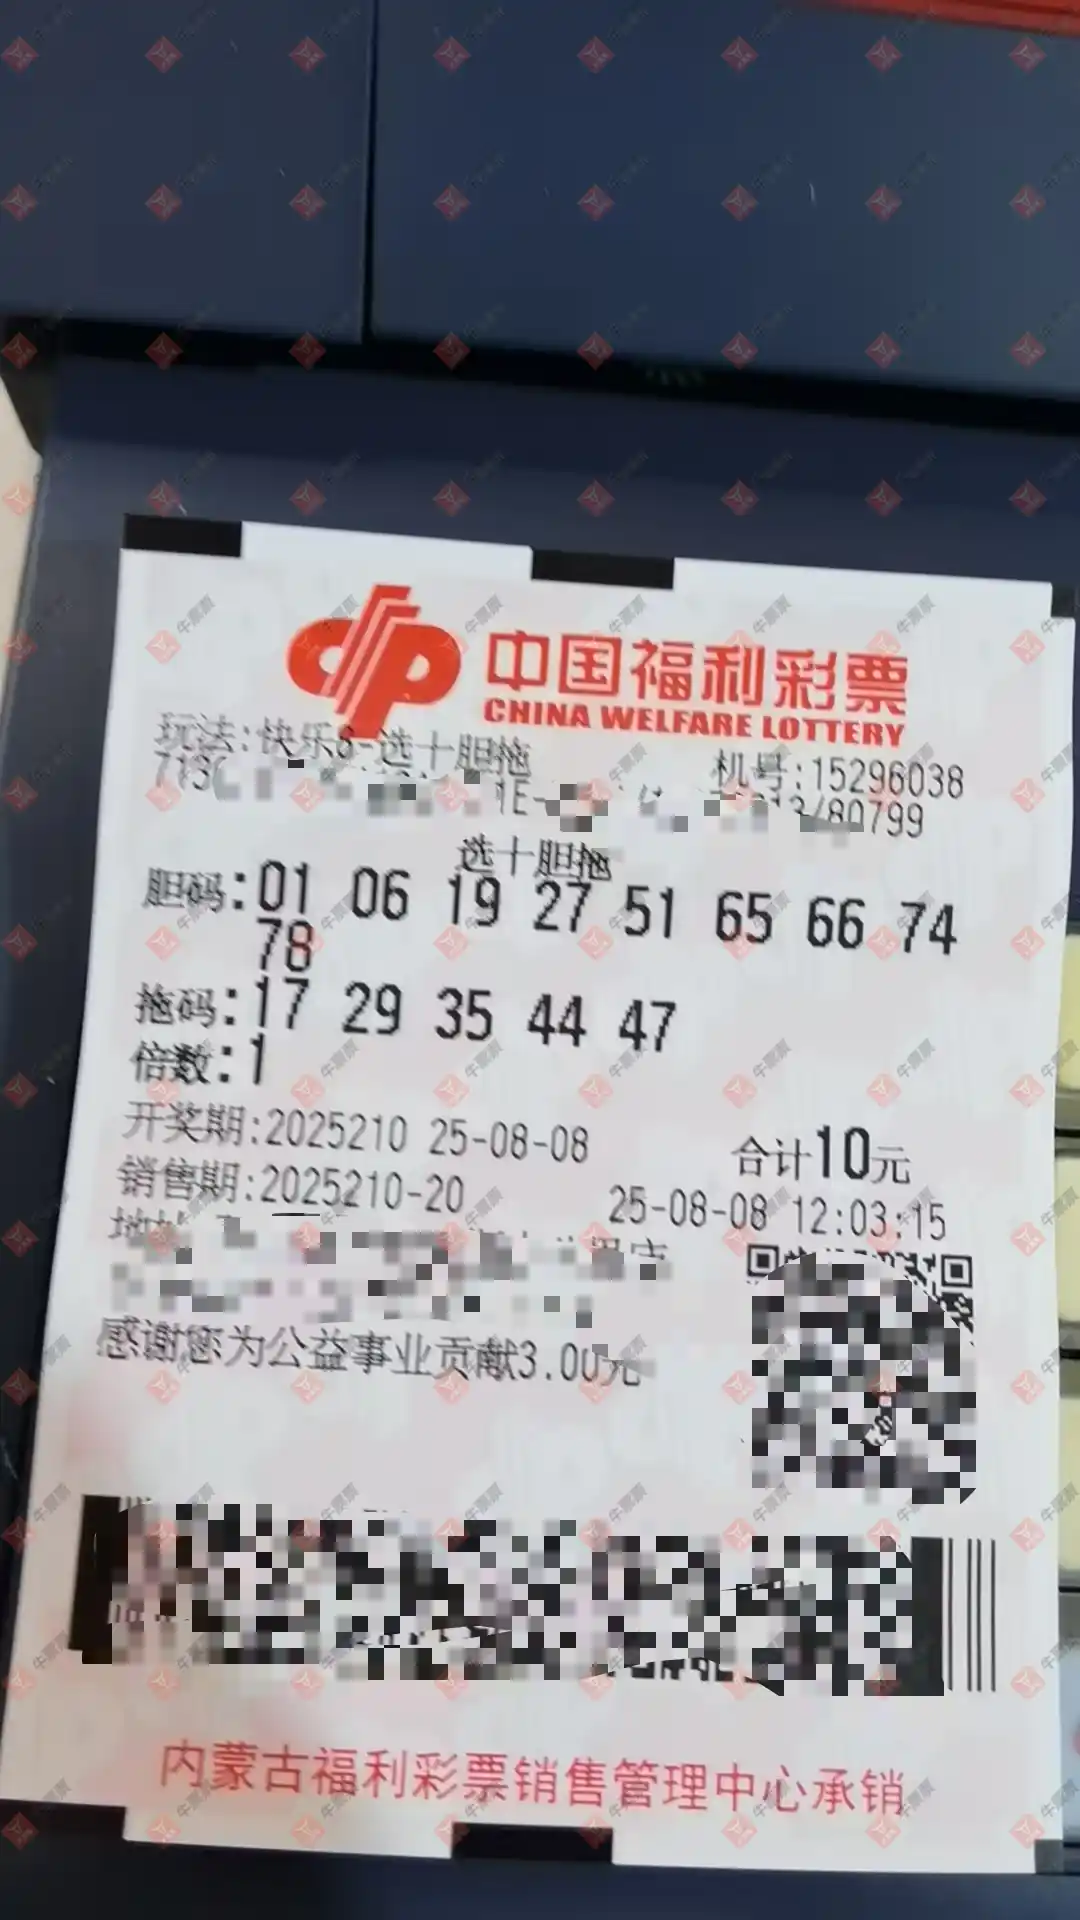 中国福利彩票
CHINA WELFARE LOTTERY
玩法:快乐8-选十胆拖
机号:15296038
选十胆拖
胆码:01 06 19 27 51 65 66 74
78
拖码:17 29 35 44 47
倍数:1
开奖期:2025210 25-08-08
合计10元
销售期:2025210-20
25-08-08 12:03:15
感谢您为公益事业贡献3.00元
内蒙古福利彩票销售管理中心承销
牛票票